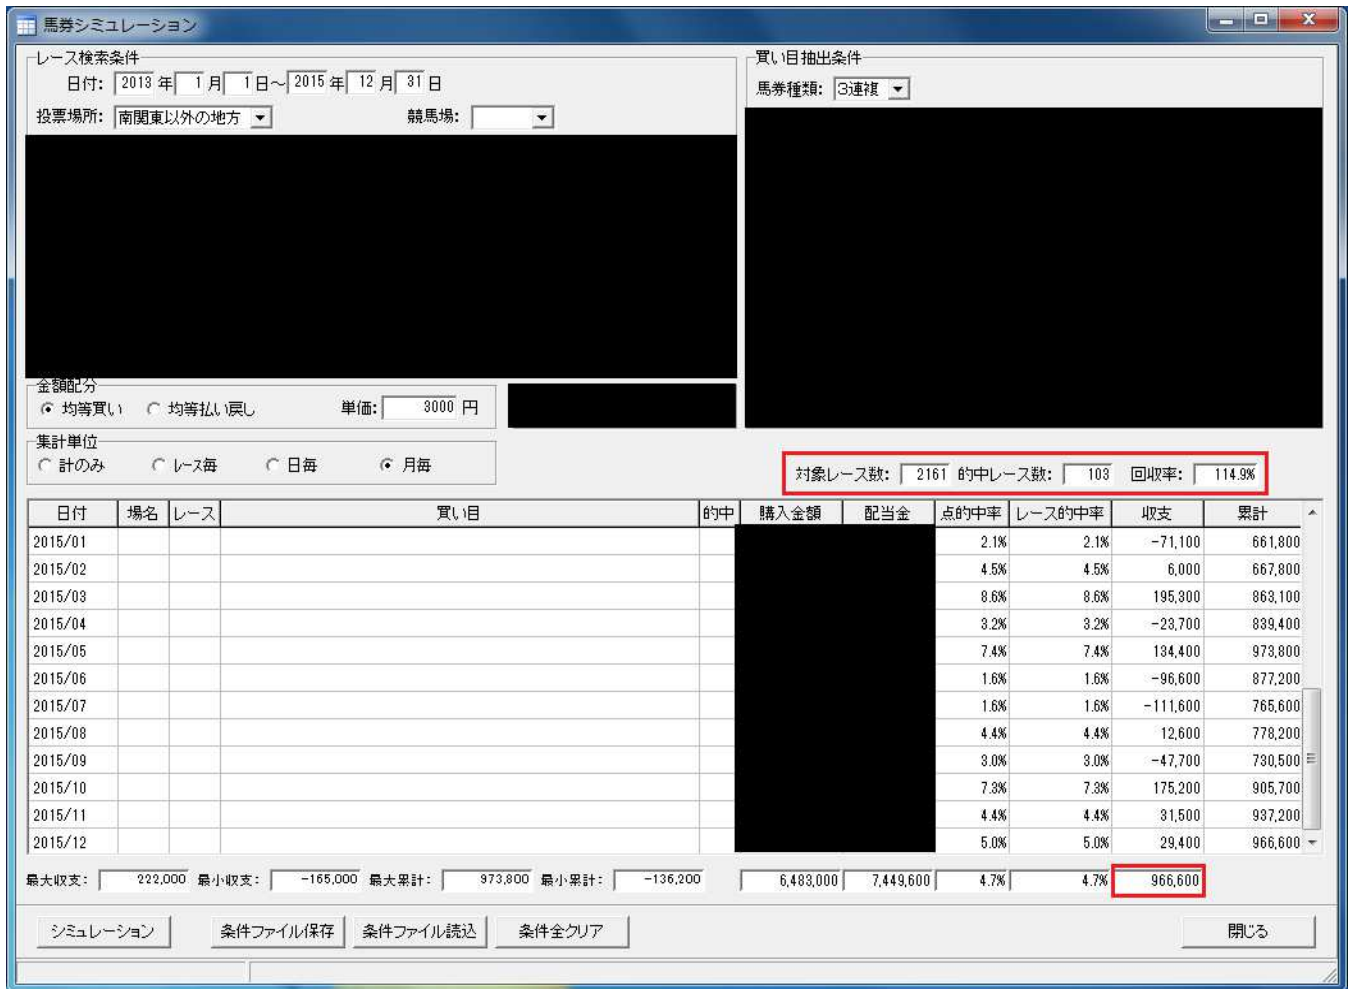 馬券シミュレーション
レース検索条件
日付: 2013 年 1 月 1 日～ 2015 年 12 月 31 日
投票場所: 南関東以外の地方 競馬場:
買い目抽出条件
馬券種類: 3連複
金額配分
均等買い 均等払い戻し 単価: 3000 円
集計単位
計のみ レース毎 日毎 月毎
対象レース数: 2161 的中レース数: 103 回収率: 114.9%
日付 場名 レース 買い目 的中 購入金額 配当金 点的中率 レース的中率 収支 累計
2015/01 2.1% 2.1% -71,100 661,800
2015/02 4.5% 4.5% 6,000 667,800
2015/03 8.6% 8.6% 195,300 863,100
2015/04 3.2% 3.2% -23,700 839,400
2015/05 7.4% 7.4% 134,400 973,800
2015/06 1.6% 1.6% -96,600 877,200
2015/07 1.6% 1.6% -111,600 765,600
2015/08 4.4% 4.4% 12,600 778,200
2015/09 3.0% 3.0% -47,700 730,500
2015/10 7.3% 7.3% 175,200 905,700
2015/11 4.4% 4.4% 31,500 937,200
2015/12 5.0% 5.0% 29,400 966,600
最大収支: 222,000 最小収支: -165,000 最大累計: 973,800 最小累計: -136,200 6,483,000 7,449,600 4.7% 4.7% 966,600
シミュレーション 条件ファイル保存 条件ファイル読込 条件全クリア 閉じる